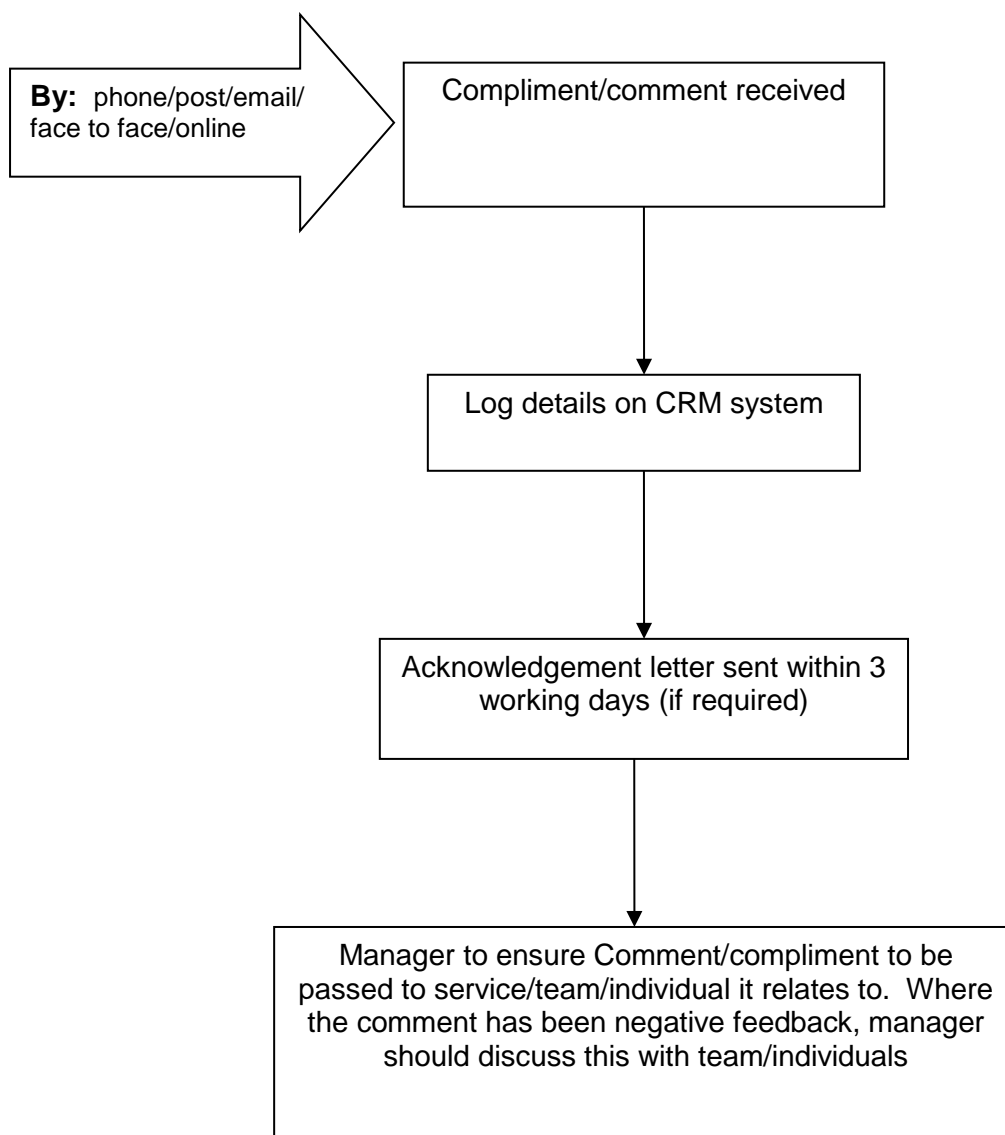 By: phone/post/email/
face to face/online
Compliment/comment received
Log details on CRM system
Acknowledgement letter sent within 3
working days (if required)
Manager to ensure Comment/compliment to be
passed to service/team/individual it relates to. Where
the comment has been negative feedback, manager
should discuss this with team/individuals